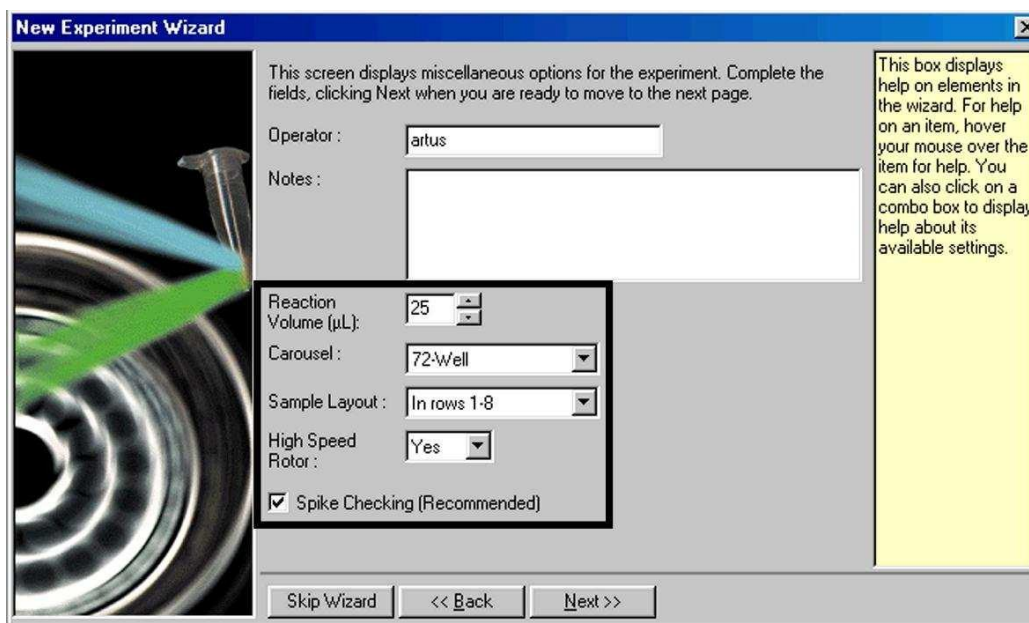 New Experiment Wizard
This screen displays miscellaneous options for the experiment. Complete the
fields, clicking Next when you are ready to move to the next page.
Operator :
artus
Notes :
Reaction
Volume (µL):
25
Carousel :
72-Well
Sample Layout :
In rows 1-8
High Speed
Rotor :
Yes
Spike Checking (Recommended)
Skip Wizard
<< Back
Next >>
This box displays
help on elements in
the wizard. For help
on an item, hover
your mouse over the
item for help. You
can also click on a
combo box to display
help about its
available settings.